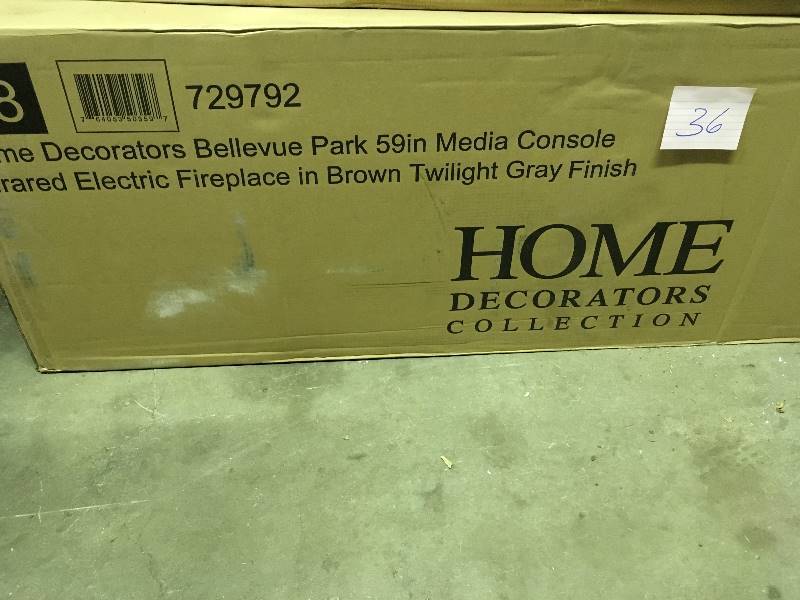 8
729792
36
me Decorators Bellevue Park 59in Media Console
rared Electric Fireplace in Brown Twilight Gray Finish
HOME
DECORATORS
COLLECTION